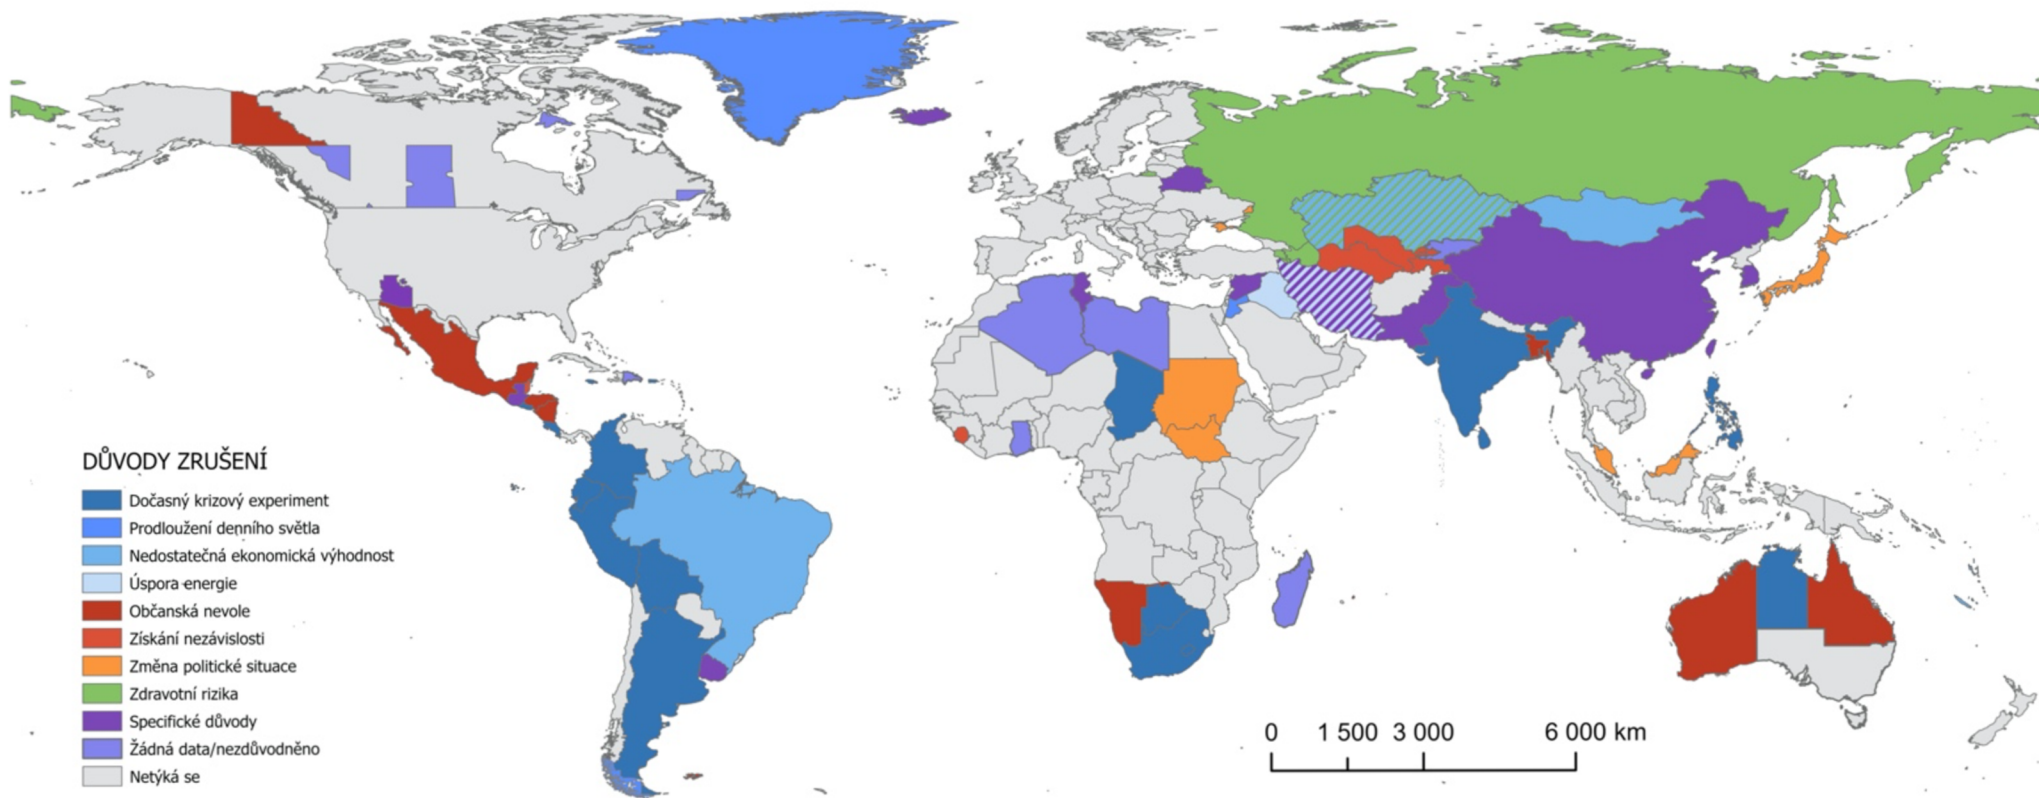 DŮVODY ZRUŠENÍ
Dočasný krizový experiment
Prodloužení denního světla
Nedostatečná ekonomická výhodnost
Úspora energie
Občanská nevole
Získání nezávislosti
Změna politické situace
Zdravotní rizika
Specifické důvody
Žádná data/nezdůvodněno
Netýká se
0 1 500 3 000 6 000 km